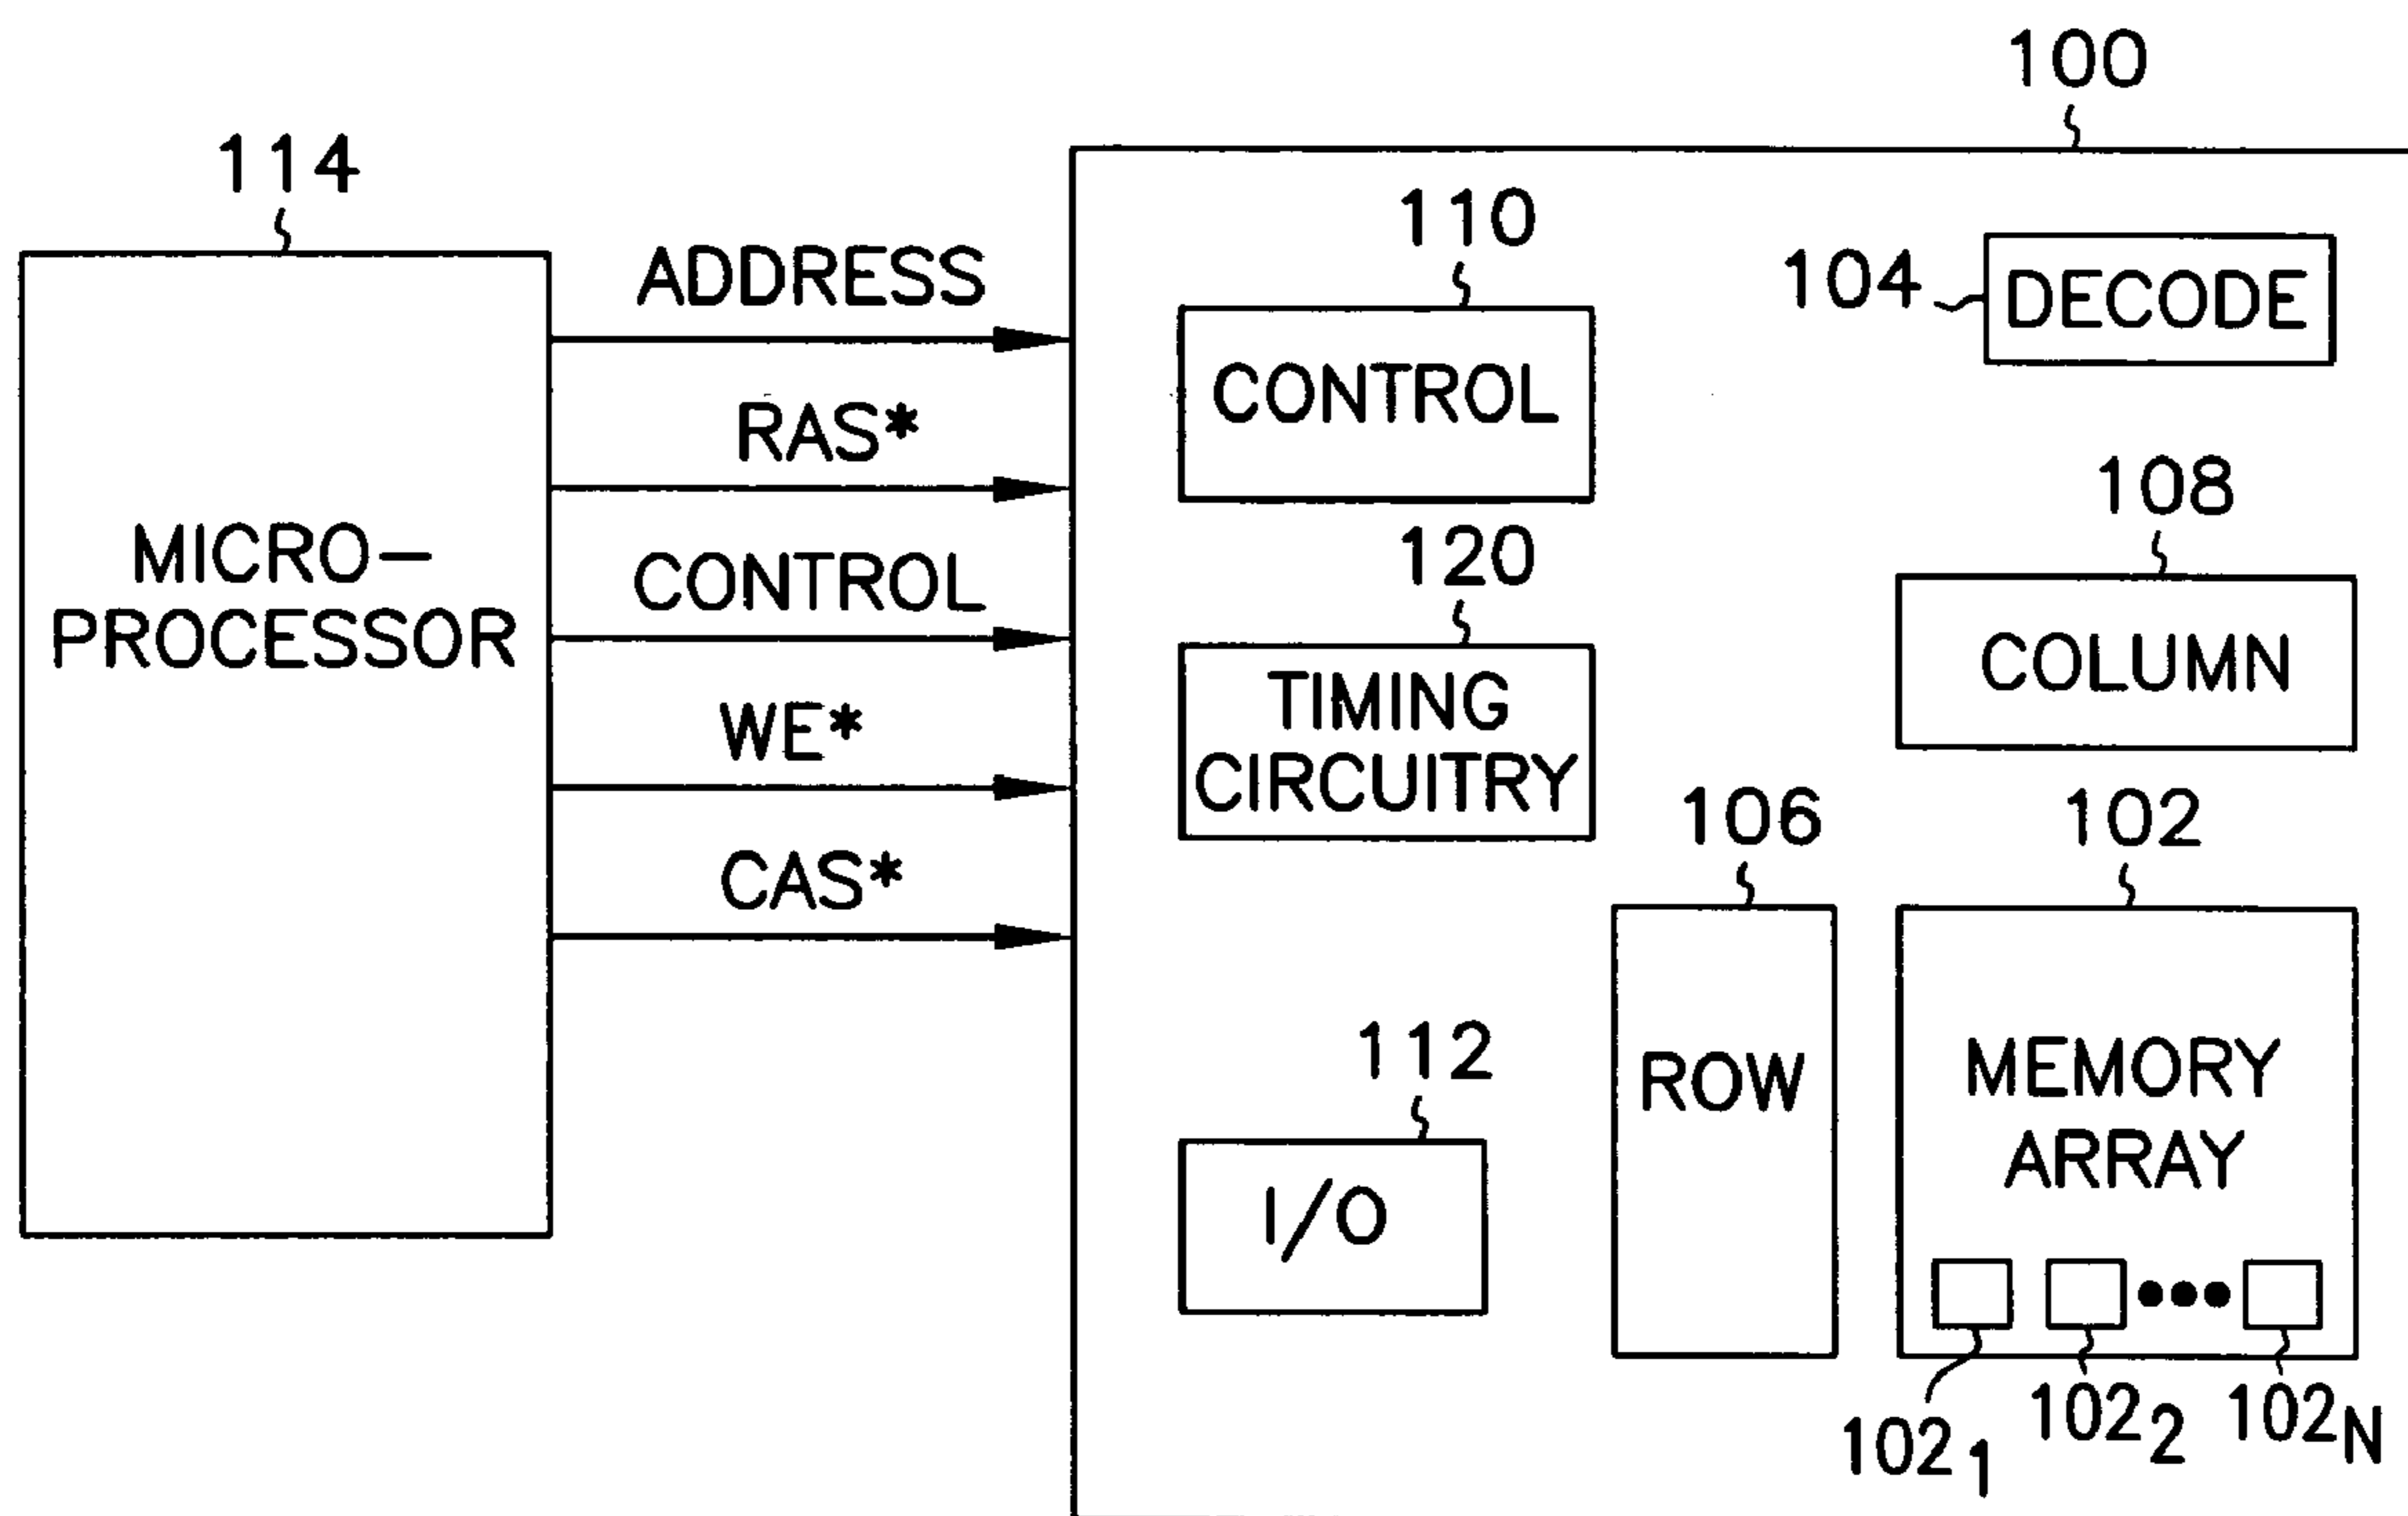 100
114
110
104 DECODE
ADDRESS
CONTROL
RAS*
108
120
MICRO-
PROCESSOR
CONTROL
COLUMN
TIMING
CIRCUITRY
WE*
106
102
CAS*
112
ROW
MEMORY
ARRAY
I/O
102₁
102₂
102N